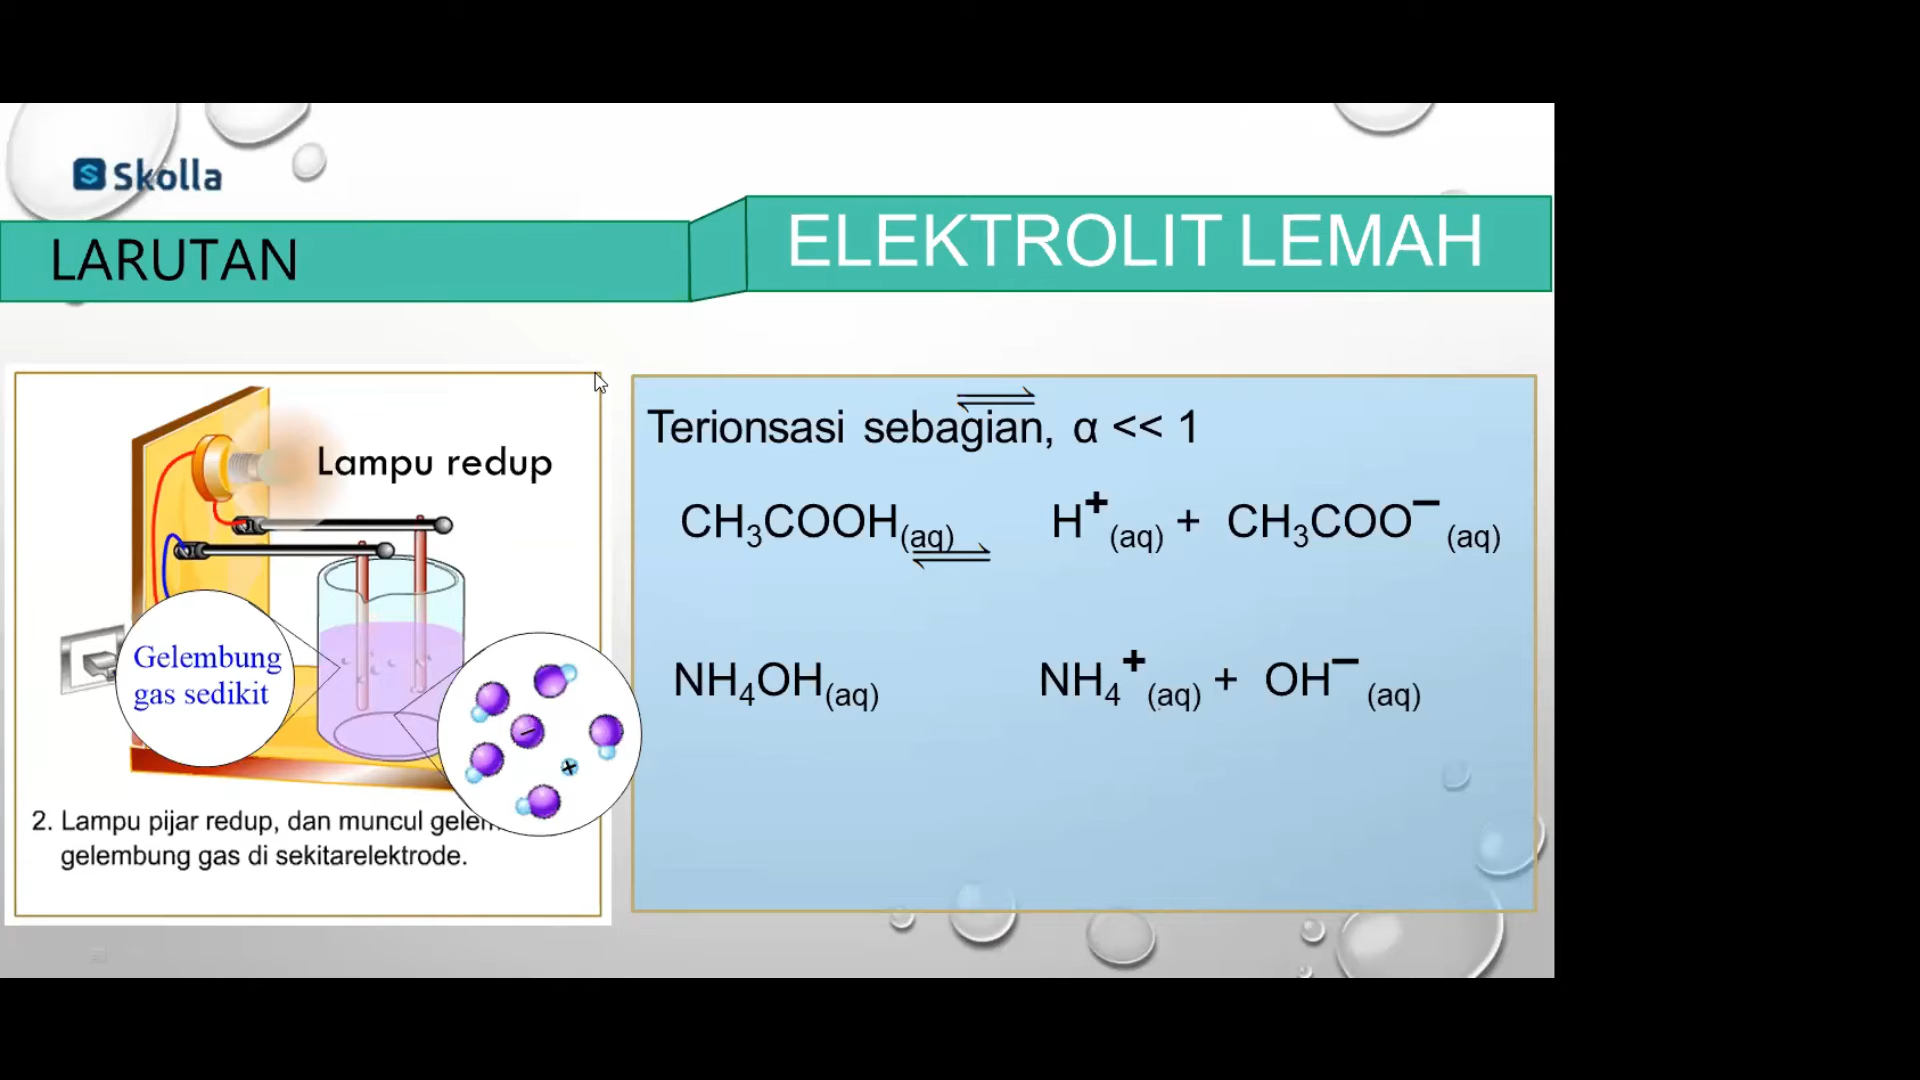 Skolla
LARUTAN
ELEKTROLIT LEMAH
Lampu redup
Gelembung
gas sedikit
2. Lampu pijar redup, dan muncul gelem
gelembung gas di sekitarelektrode.
Terionsasi sebagian, α << 1
⇌
CH₃COOH(aq) ⇌ H⁺(aq) + CH₃COO⁻(aq)
NH₄OH(aq) NH₄⁺(aq) + OH⁻(aq)